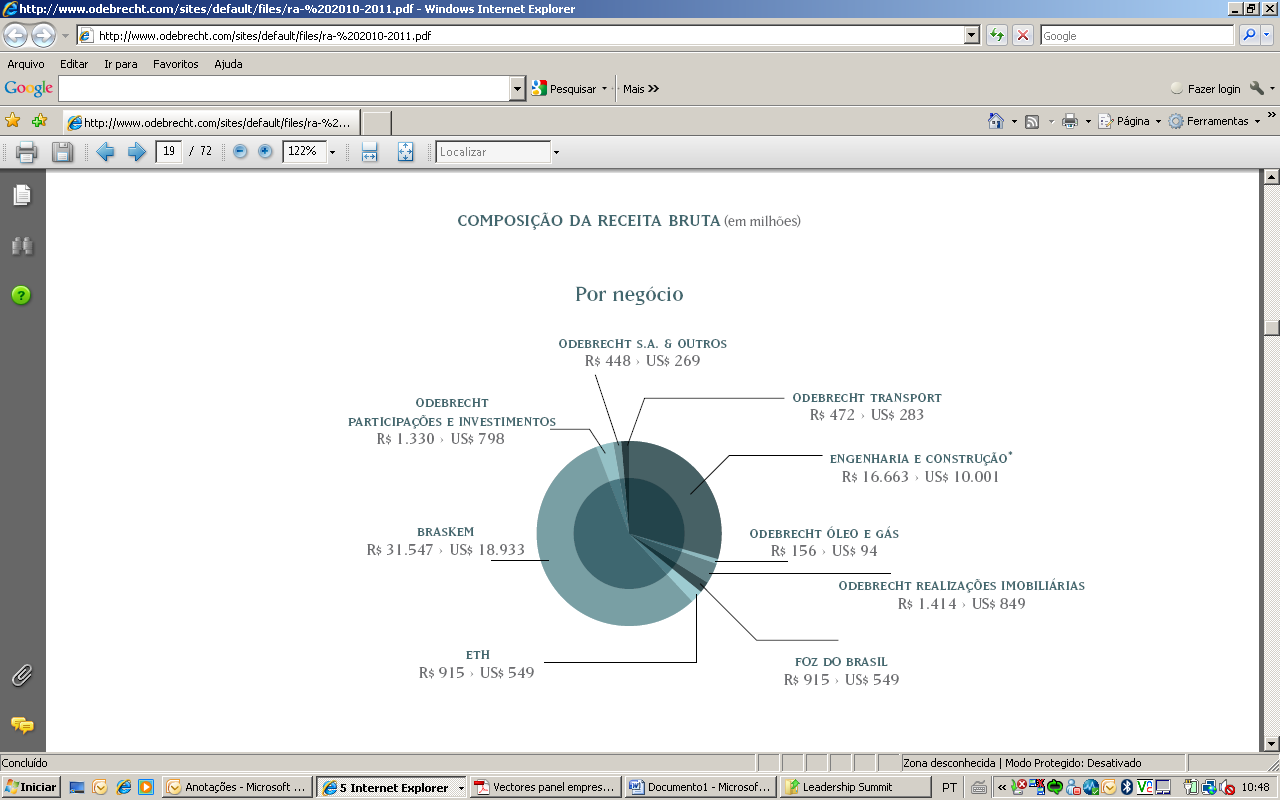 http://www.odebrecht.com/sites/default/files/ra-%202010-2011.pdf - Windows Internet Explorer
http://www.odebrecht.com/sites/default/files/ra-%202010-2011.pdf
Google
Arquivo Editar Ir para Favoritos Ajuda
Google Pesquisar Mais Fazer login
http://www.odebrecht.com/sites/default/files/ra-%2... Página Ferramentas
19 / 72 122% Localizar
COMPOSIÇÃO DA RECEITA BRUTA (em milhões)
Por negócio
ODEBRECHT S.A. & OUTROS
R$ 448 › US$ 269
ODEBRECHT TRANSPORT
R$ 472 › US$ 283
ODEBRECHT
PARTICIPAÇÕES E INVESTIMENTOS
R$ 1.330 › US$ 798
ENGENHARIA E CONSTRUÇÃO*
R$ 16.663 › US$ 10.001
BRASKEM
R$ 31.547 › US$ 18.933
ODEBRECHT ÓLEO E GÁS
R$ 156 › US$ 94
ODEBRECHT REALIZAÇÕES IMOBILIÁRIAS
R$ 1.414 › US$ 849
ETH
R$ 915 › US$ 549
FOZ DO BRASIL
R$ 915 › US$ 549
Concluído Zona desconhecida | Modo Protegido: Desativado
Iniciar Anotações - Microsoft ... 5 Internet Explorer Vectores panel empres... Documento1 - Microsof... Leadership Summit PT 10:48